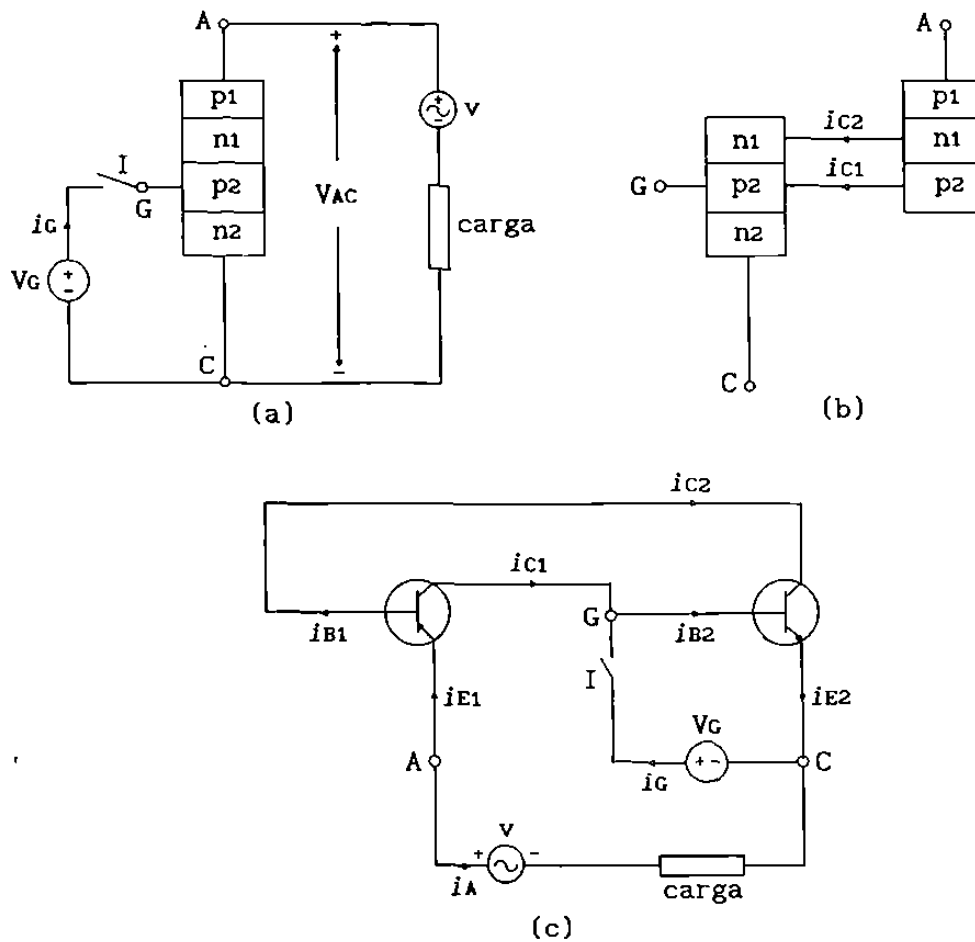 A
+
p1
n1
p2
n2
I
G
iG
VG
+
-
VAC
+
-
v
carga
C
-
(a)
A
p1
n1
p2
iC2
iC1
n1
p2
n2
G
C
(b)
iC2
iC1
G
iB1
iB2
I
iE1
iE2
VG
+ -
A
C
iG
v
+ -
iA
carga
(c)